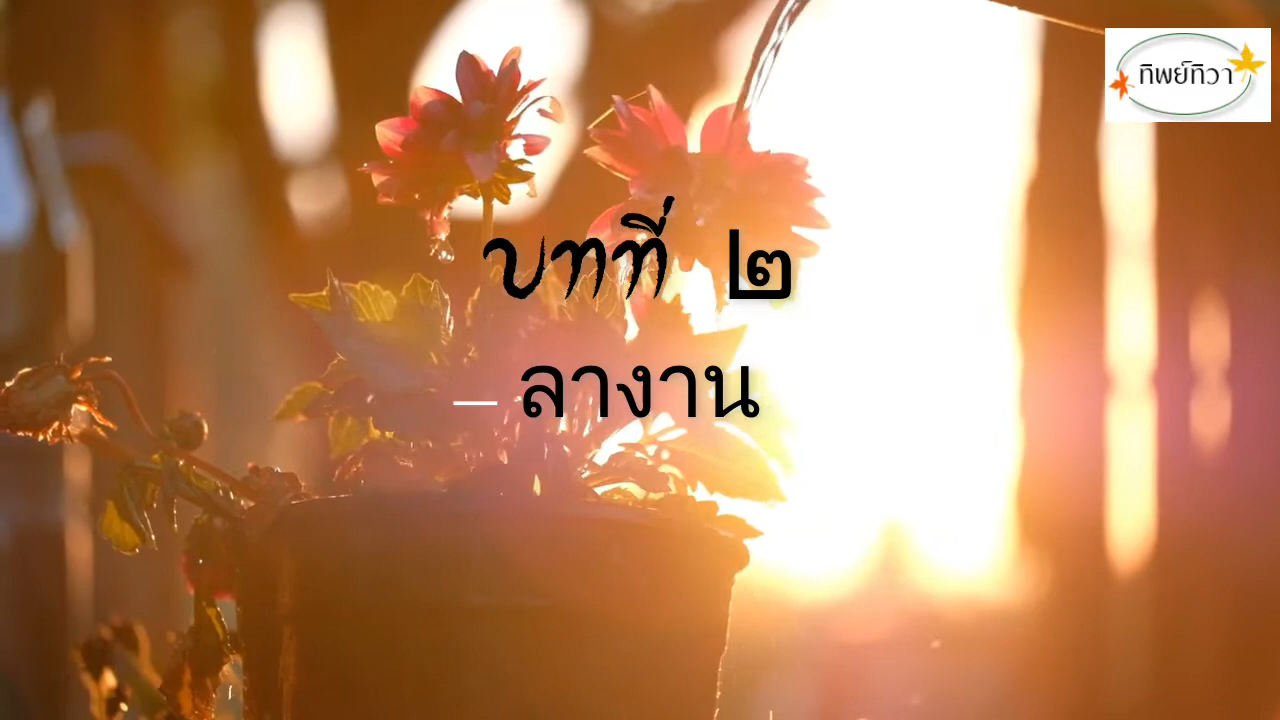 ทิพย์ทิวา
บทที่ ๒
ลางาน